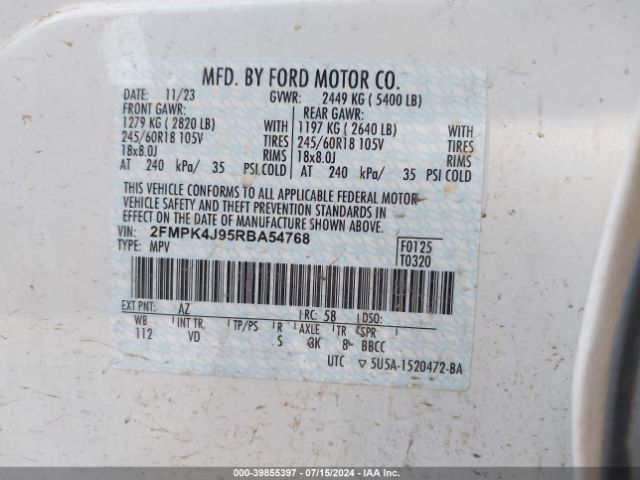 MFD. BY FORD MOTOR CO.
DATE: 11/23 GVWR: 2449 KG ( 5400 LB)
FRONT GAWR: REAR GAWR:
1279 KG ( 2820 LB) WITH 1197 KG ( 2640 LB) WITH
245/60R18 105V TIRES 245/60R18 105V TIRES
18x8.0J RIMS 18x8.0J RIMS
AT 240 kPa/ 35 PSI COLD AT 240 kPa/ 35 PSI COLD
THIS VEHICLE CONFORMS TO ALL APPLICABLE FEDERAL MOTOR
VEHICLE SAFETY AND THEFT PREVENTION STANDARDS IN
EFFECT ON THE DATE OF MANUFACTURE SHOWN ABOVE.
VIN: 2FMPK4J95RBA54768 F0125
TYPE: MPV T0320
EXT PNT: AZ RC: 58 DSO:
WB INT TR. TP/PS R AXLE TR SPR
112 VD S 3K 8 BBCC
UTC ▽ 5U5A-1520472-BA
000-39855397 - 07/15/2024 - IAA Inc.